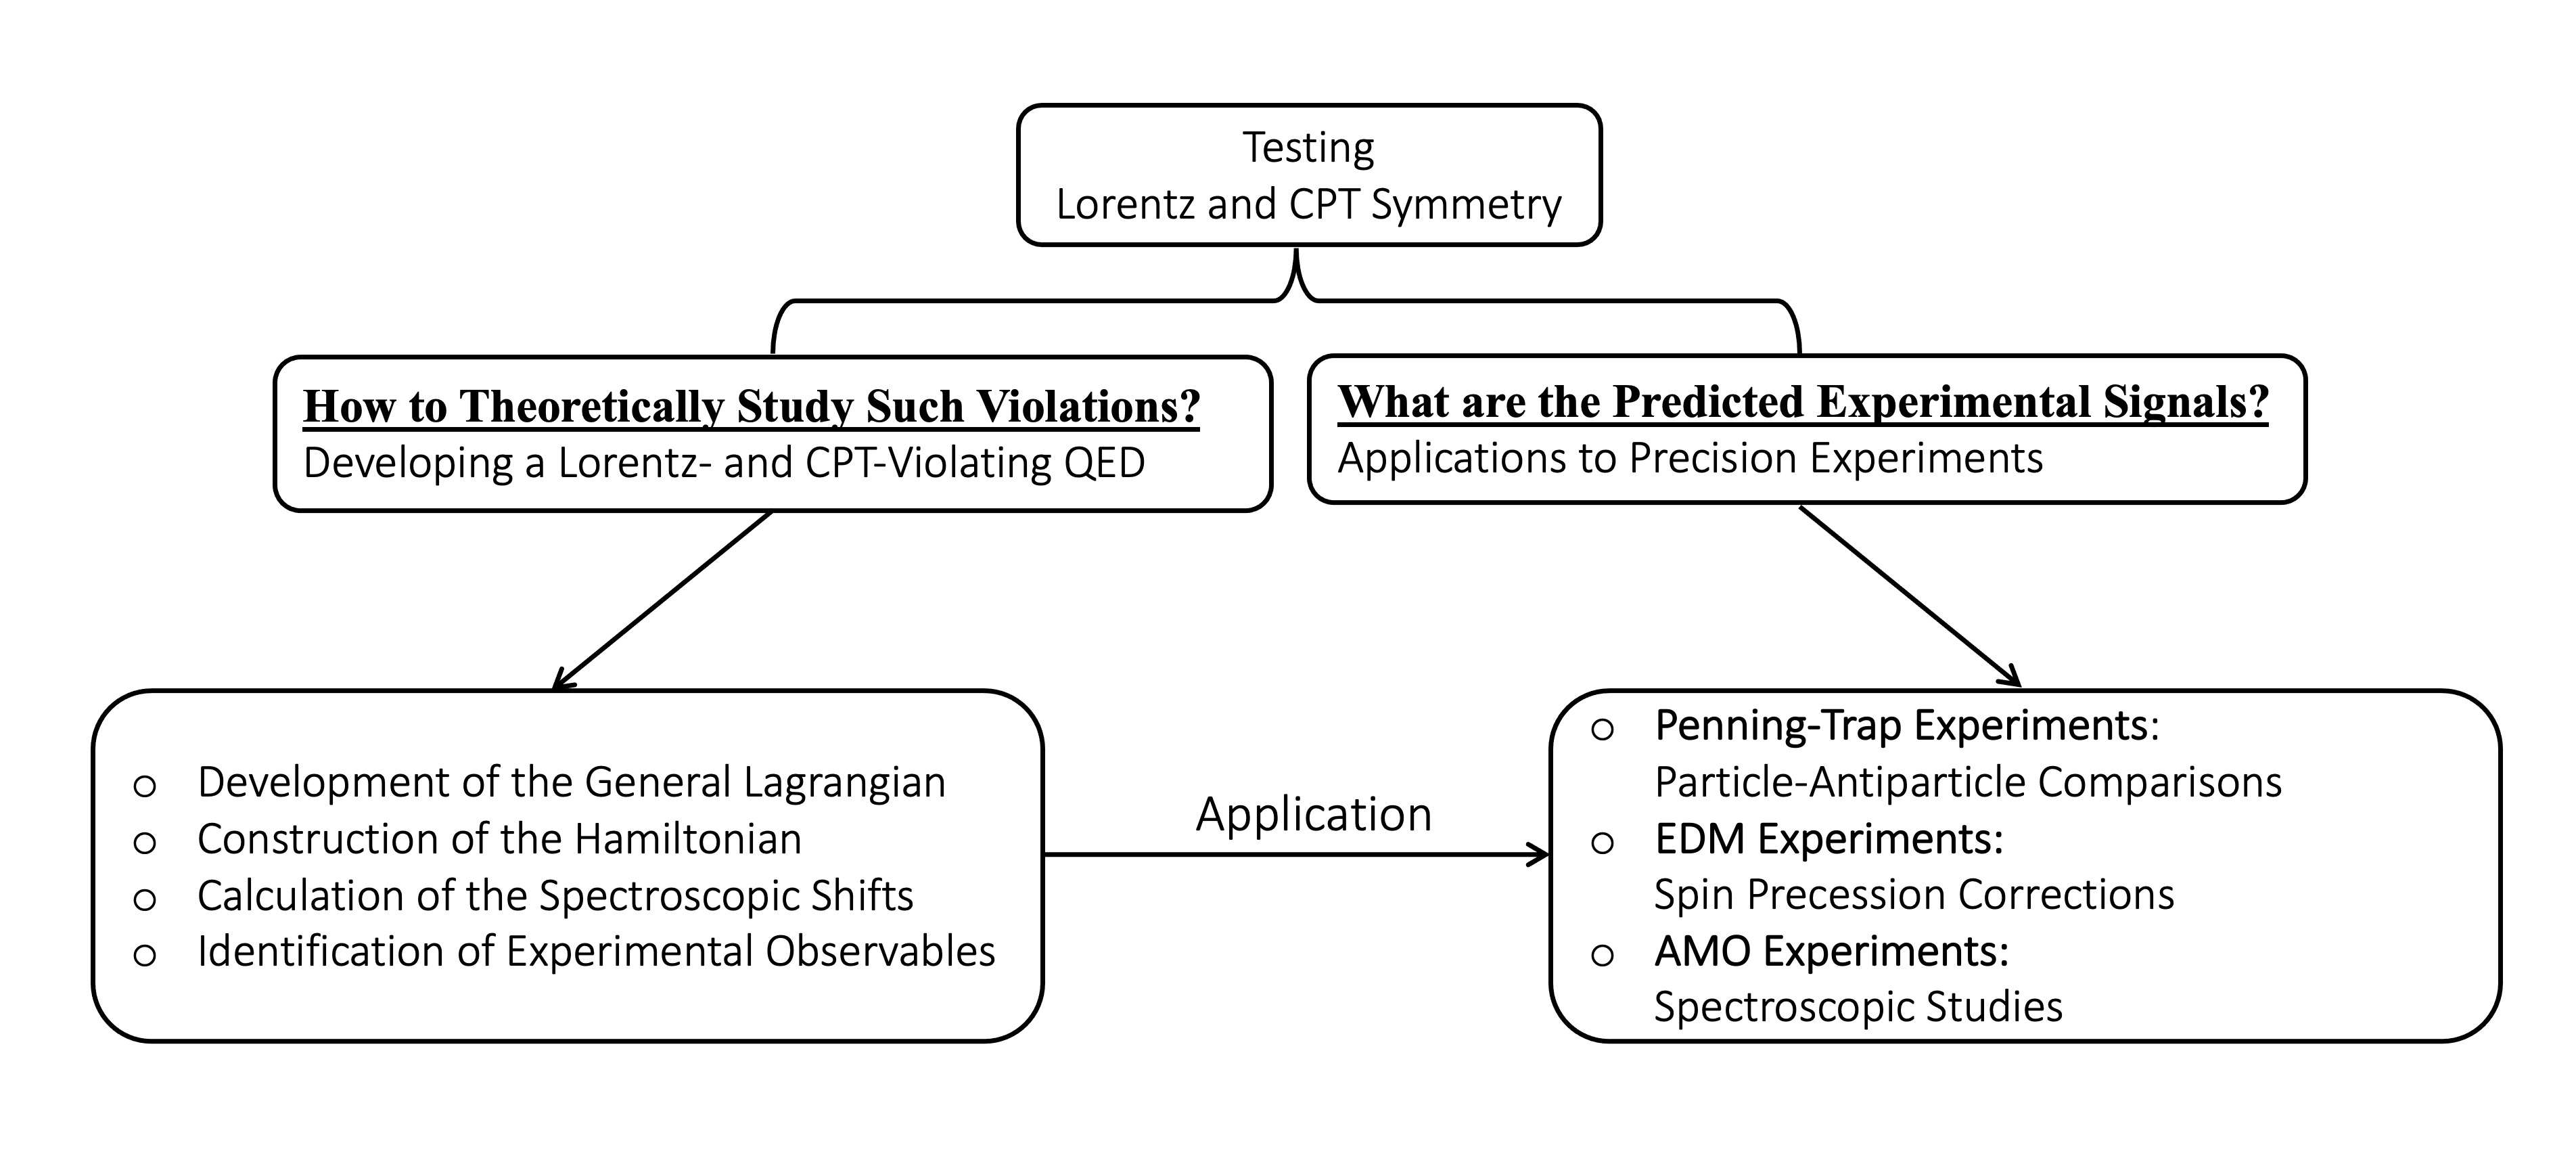 Testing
Lorentz and CPT Symmetry
How to Theoretically Study Such Violations?
Developing a Lorentz- and CPT-Violating QED
What are the Predicted Experimental Signals?
Applications to Precision Experiments
○ Development of the General Lagrangian
○ Construction of the Hamiltonian
○ Calculation of the Spectroscopic Shifts
○ Identification of Experimental Observables
Application
○ Penning-Trap Experiments:
Particle-Antiparticle Comparisons
○ EDM Experiments:
Spin Precession Corrections
○ AMO Experiments:
Spectroscopic Studies